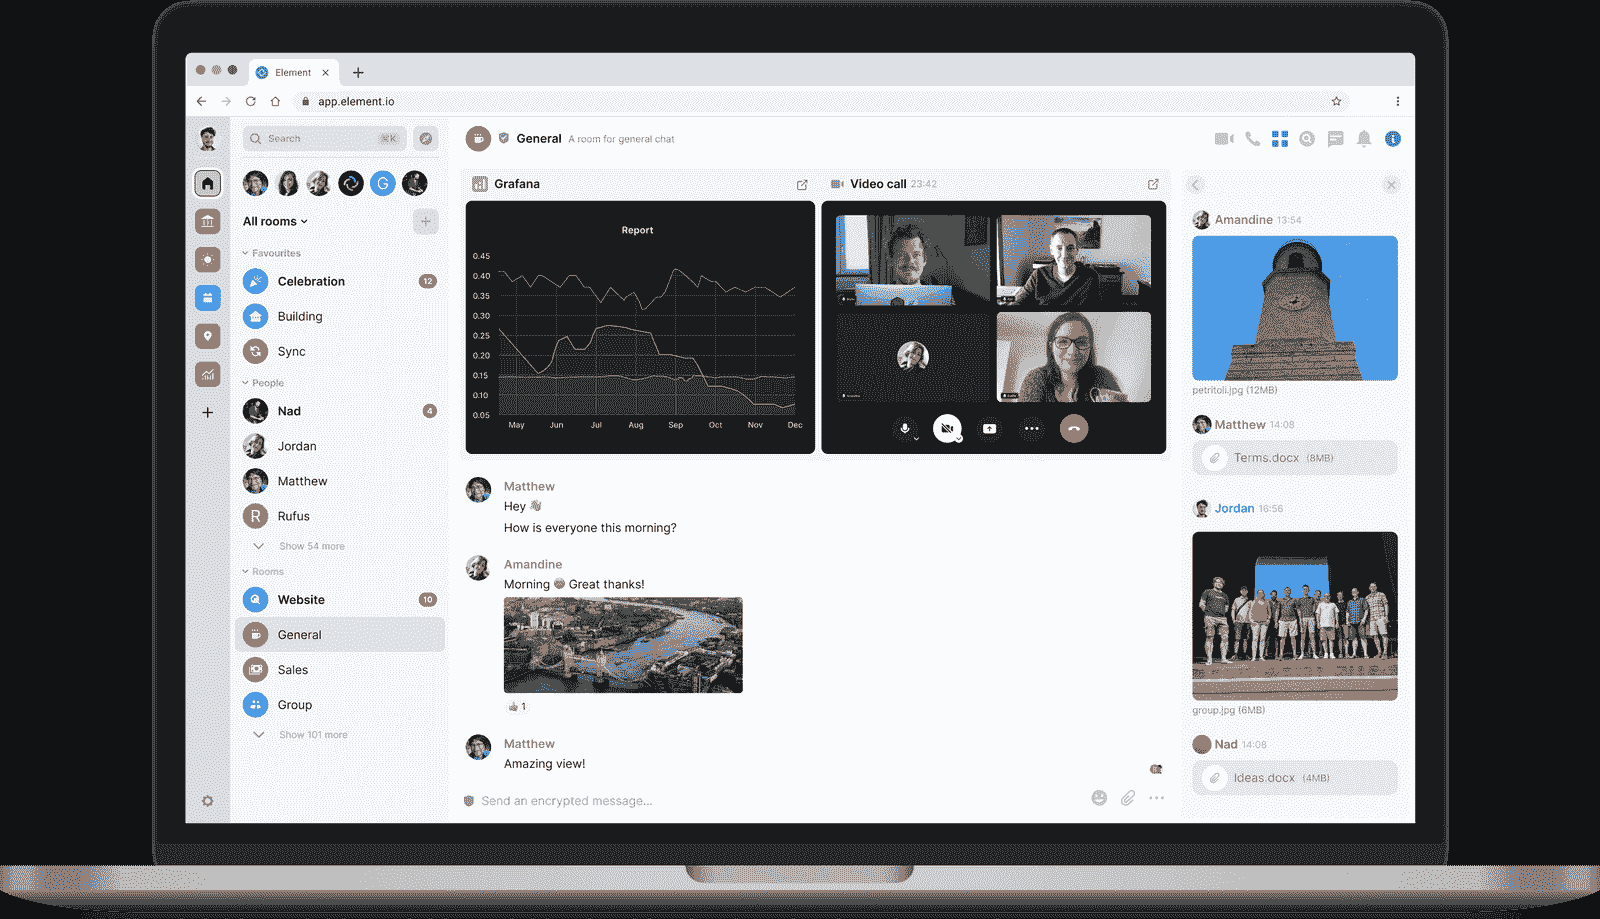 Element
app.element.io
Search ⌘K
G
All rooms
Favourites
Celebration 12
Building
Sync
People
Nad 4
Jordan
Matthew
R Rufus
Show 54 more
Rooms
Website 10
General
Sales
Group
Show 101 more
General A room for general chat
Grafana
Report
0.45
0.40
0.35
0.30
0.25
0.20
0.15
0.10
0.05
May Jun Jul Aug Sep Oct Nov Dec
Video call 23:42
Matthew
Hey 👋
How is everyone this morning?
Amandine
Morning Great thanks!
👍 1
Matthew
Amazing view!
Send an encrypted message...
Amandine 13:54
petritoli.jpg (12MB)
Matthew 14:08
Terms.docx (8MB)
Jordan 16:56
group.jpg (6MB)
Nad 14:08
Ideas.docx (4MB)